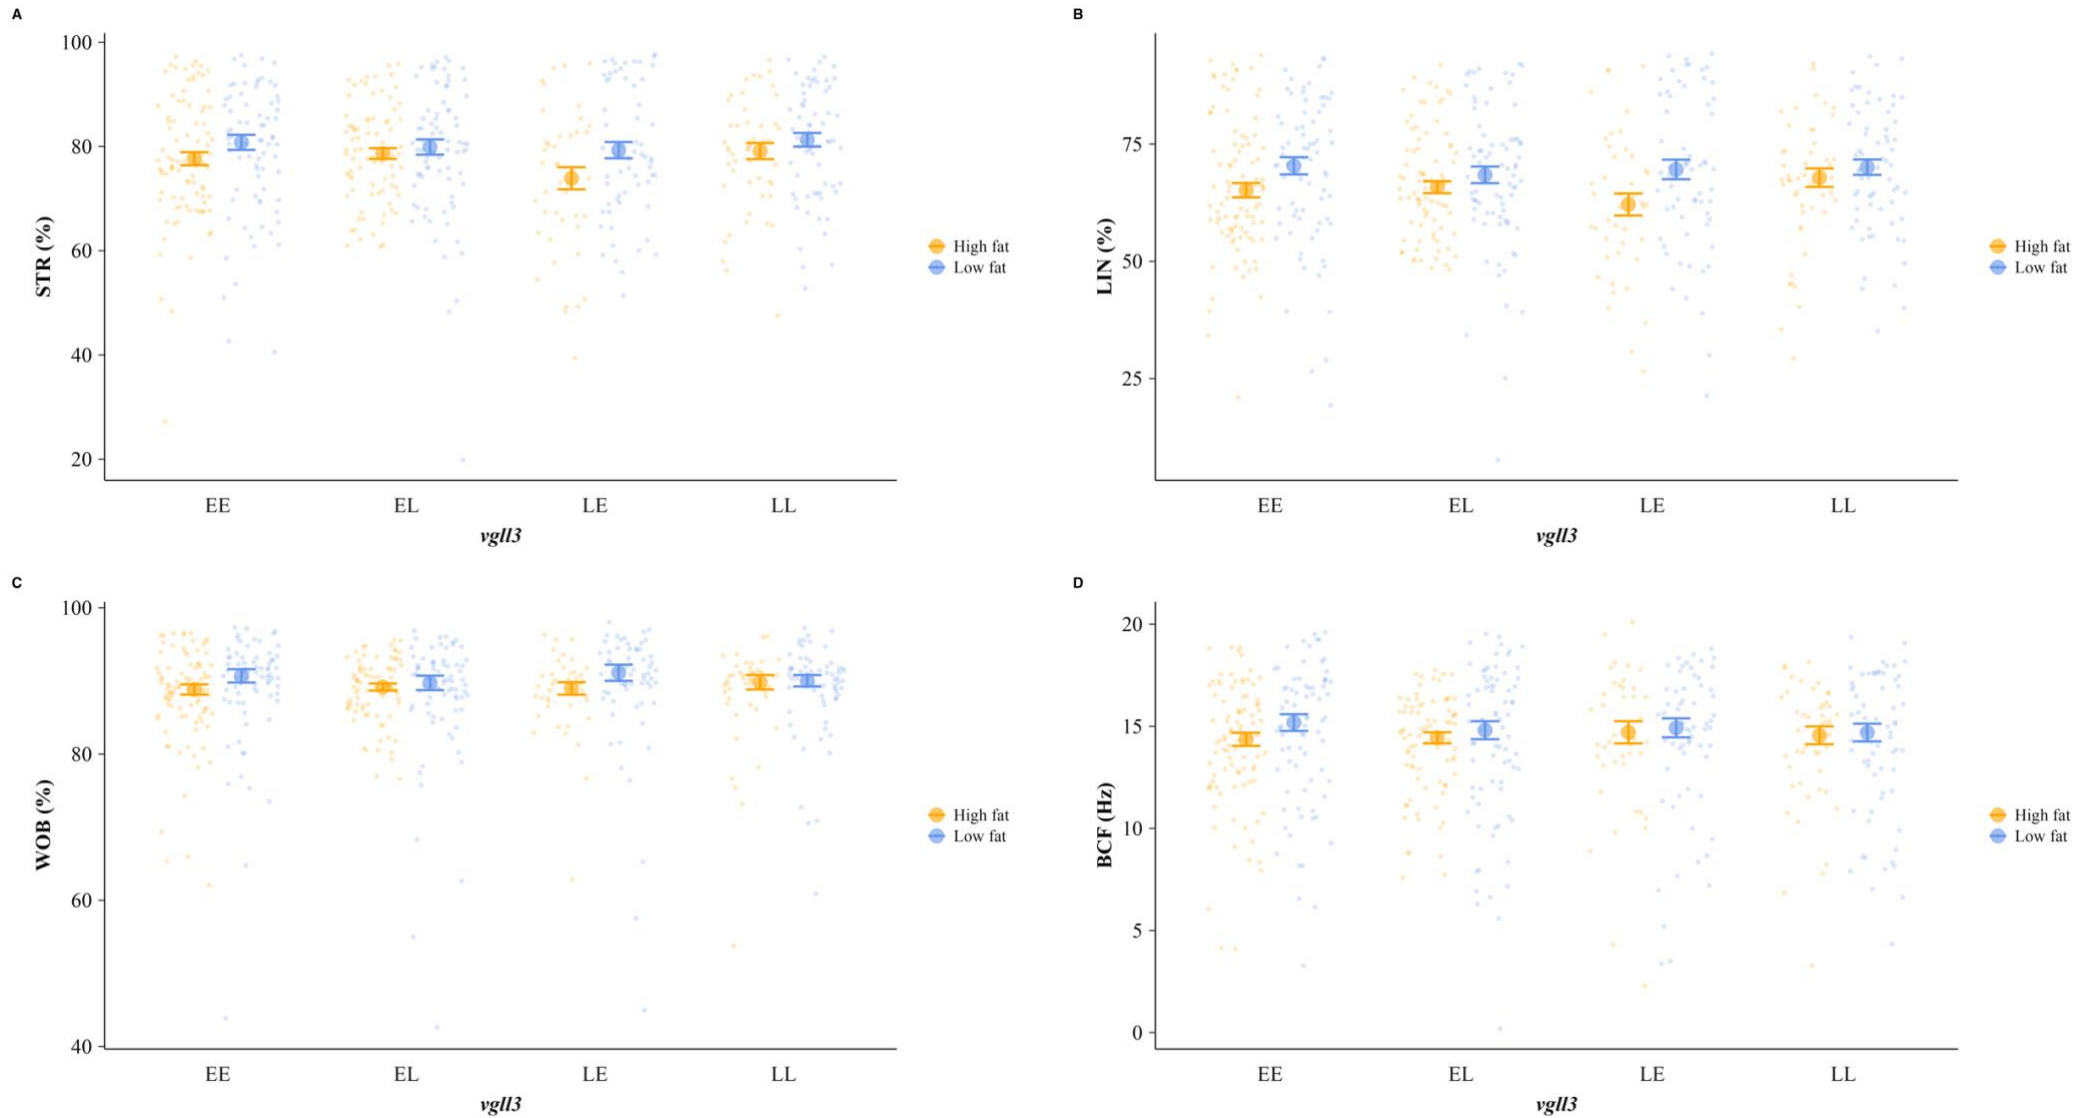 A
STR (%)
100
80
60
40
20
EE EL LE LL
vgll3
High fat
Low fat
B
LIN (%)
75
50
25
EE EL LE LL
vgll3
High fat
Low fat
C
WOB (%)
100
80
60
40
EE EL LE LL
vgll3
High fat
Low fat
D
BCF (Hz)
20
15
10
5
0
EE EL LE LL
vgll3
High fat
Low fat